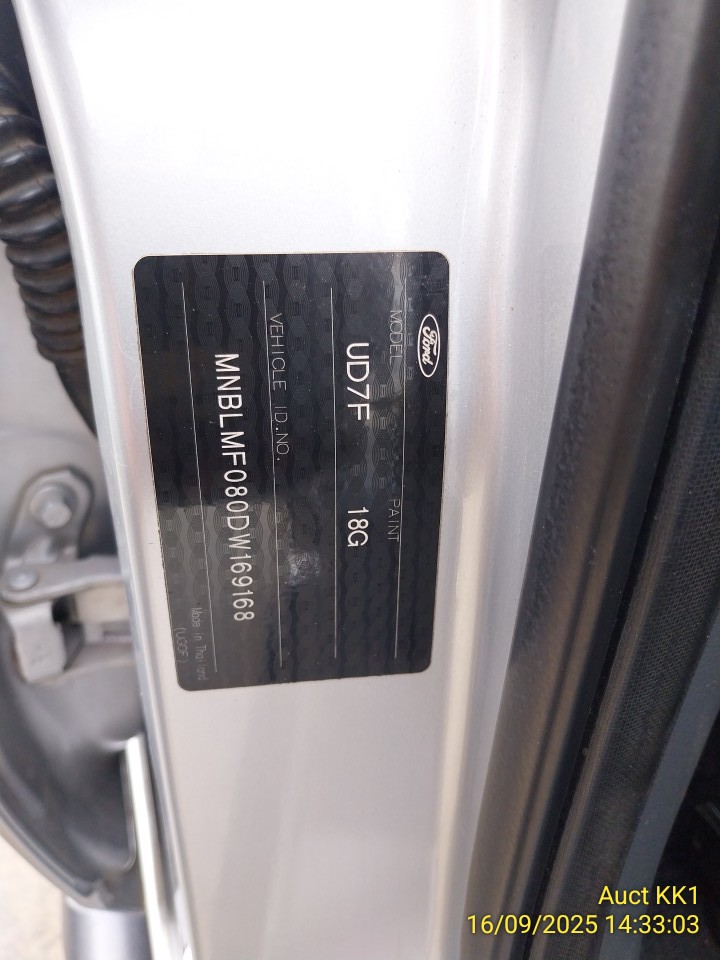 Ford
MODEL PAINT
UD7F 18G
VEHICLE ID.NO.
MNBLMF080DW169168
Made in Thailand
(UGOF)
Auct KK1
16/09/2025 14:33:03